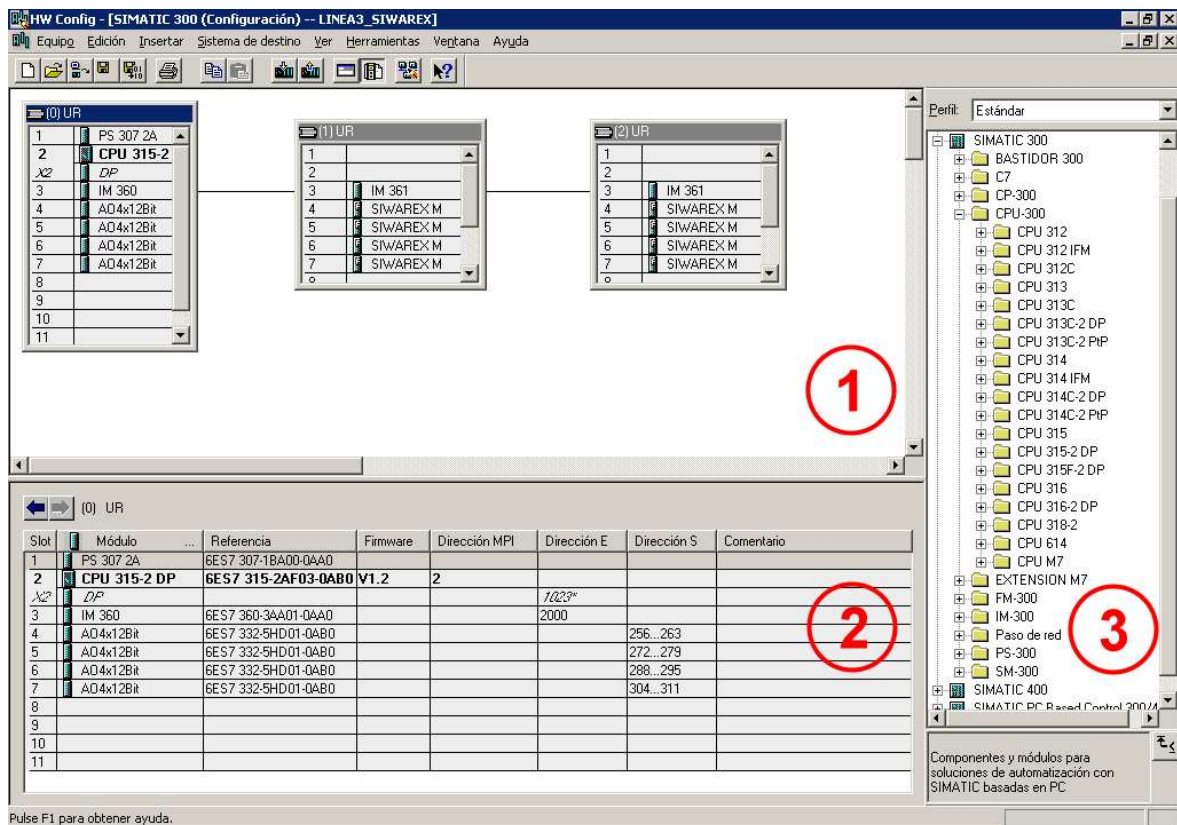 HW Config - [SIMATIC 300 (Configuración) -- LINEA3_SIWAREX]
Equipo Edición Insertar Sistema de destino Ver Herramientas Ventana Ayuda
(0) UR
1 PS 307 2A
2 CPU 315-2
X2 DP
3 IM 360
4 AO4x12Bit
5 AO4x12Bit
6 AO4x12Bit
7 AO4x12Bit
8
9
10
11
(1) UR
1
2
3 IM 361
4 SIWAREX M
5 SIWAREX M
6 SIWAREX M
7 SIWAREX M
(2) UR
1
2
3 IM 361
4 SIWAREX M
5 SIWAREX M
6 SIWAREX M
7 SIWAREX M
1
(0) UR
Slot Módulo ... Referencia Firmware Dirección MPI Dirección E Dirección S Comentario
1 PS 307 2A 6ES7 307-1BA00-0AA0
2 CPU 315-2 DP 6ES7 315-2AF03-0AB0 V1.2 2
X2 DP 1023*
3 IM 360 6ES7 360-3AA01-0AA0 2000
4 AO4x12Bit 6ES7 332-5HD01-0AB0 256...263
5 AO4x12Bit 6ES7 332-5HD01-0AB0 272...279
6 AO4x12Bit 6ES7 332-5HD01-0AB0 288...295
7 AO4x12Bit 6ES7 332-5HD01-0AB0 304...311
8
9
10
11
2
Perfil: Estándar
SIMATIC 300
BASTIDOR 300
C7
CP-300
CPU-300
CPU 312
CPU 312 IFM
CPU 312C
CPU 313
CPU 313C
CPU 313C-2 DP
CPU 313C-2 PtP
CPU 314
CPU 314 IFM
CPU 314C-2 DP
CPU 314C-2 PtP
CPU 315
CPU 315-2 DP
CPU 315F-2 DP
CPU 316
CPU 316-2 DP
CPU 318-2
CPU 614
CPU M7
EXTENSION M7
FM-300
IM-300
Paso de red
PS-300
SM-300
SIMATIC 400
SIMATIC PC Based Control 300/4
3
Componentes y módulos para
soluciones de automatización con
SIMATIC basadas en PC
Pulse F1 para obtener ayuda.